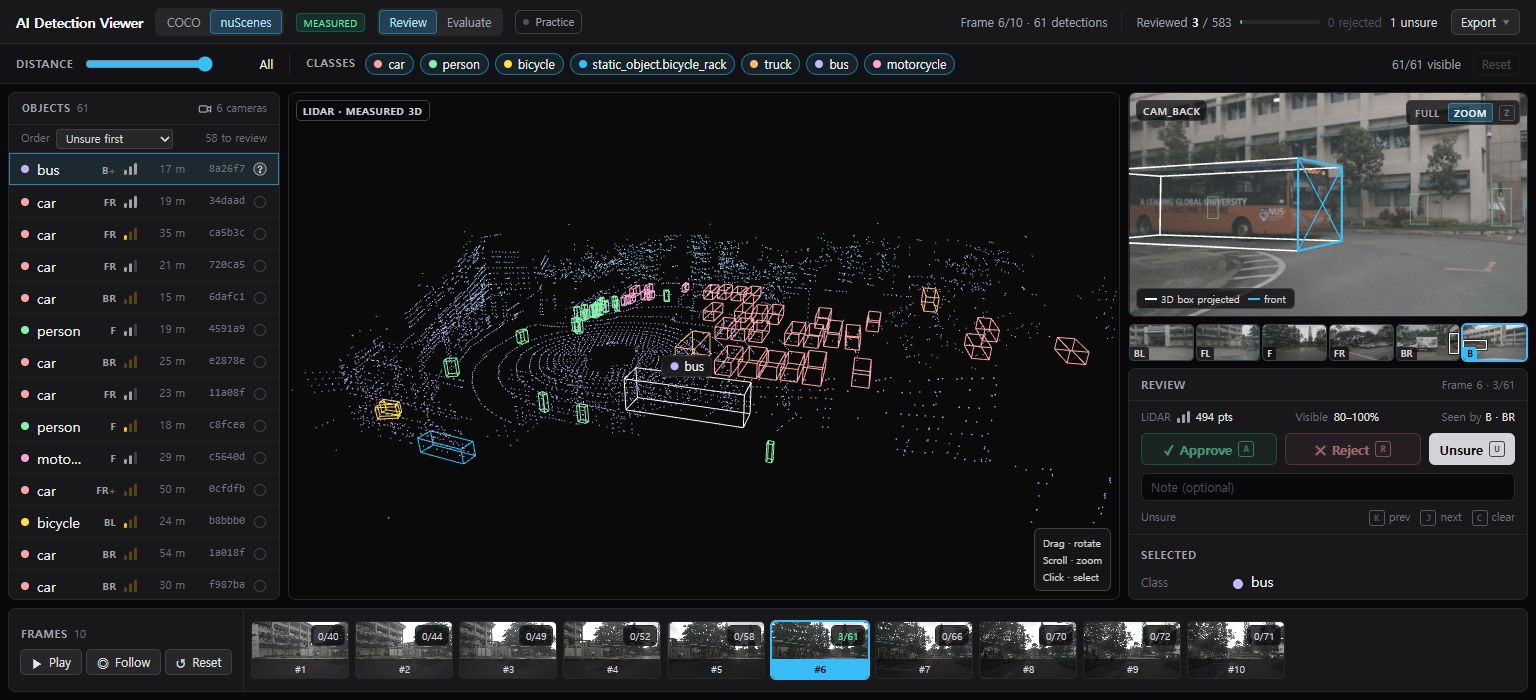 AI Detection Viewer COCO nuScenes MEASURED Review Evaluate Practice Frame 6/10 · 61 detections Reviewed 3 / 583 0 rejected 1 unsure Export
DISTANCE All CLASSES car person bicycle static_object.bicycle_rack truck bus motorcycle 61/61 visible Reset
OBJECTS 61 6 cameras
Order Unsure first 58 to review
bus B+ 17 m 8a26f7 ?
car FR 19 m 34daad
car FR 35 m ca5b3c
car FR 21 m 720ca5
car BR 15 m 6dafc1
person F 19 m 4591a9
car BR 25 m e2878e
car FR 23 m 11a08f
person F 18 m c8fcea
moto... F 29 m c5640d
car FR+ 50 m 0cfdfb
bicycle BL 24 m b8bbb0
car BR 54 m 1a018f
car BR 30 m f987ba
LIDAR · MEASURED 3D
bus
Drag · rotate
Scroll · zoom
Click · select
CAM_BACK FULL ZOOM Z
A LEADING GLOBAL UNIVERSITY
NUS
3D box projected front
BL FL F FR BR B
REVIEW Frame 6 · 3/61
LiDAR 494 pts Visible 80–100% Seen by B · BR
Approve A Reject R Unsure U
Note (optional)
Unsure K prev J next C clear
SELECTED
Class bus
FRAMES 10
Play Follow Reset
0/40 0/44 0/49 0/52 0/58 3/61 0/66 0/70 0/72 0/71
#1 #2 #3 #4 #5 #6 #7 #8 #9 #10